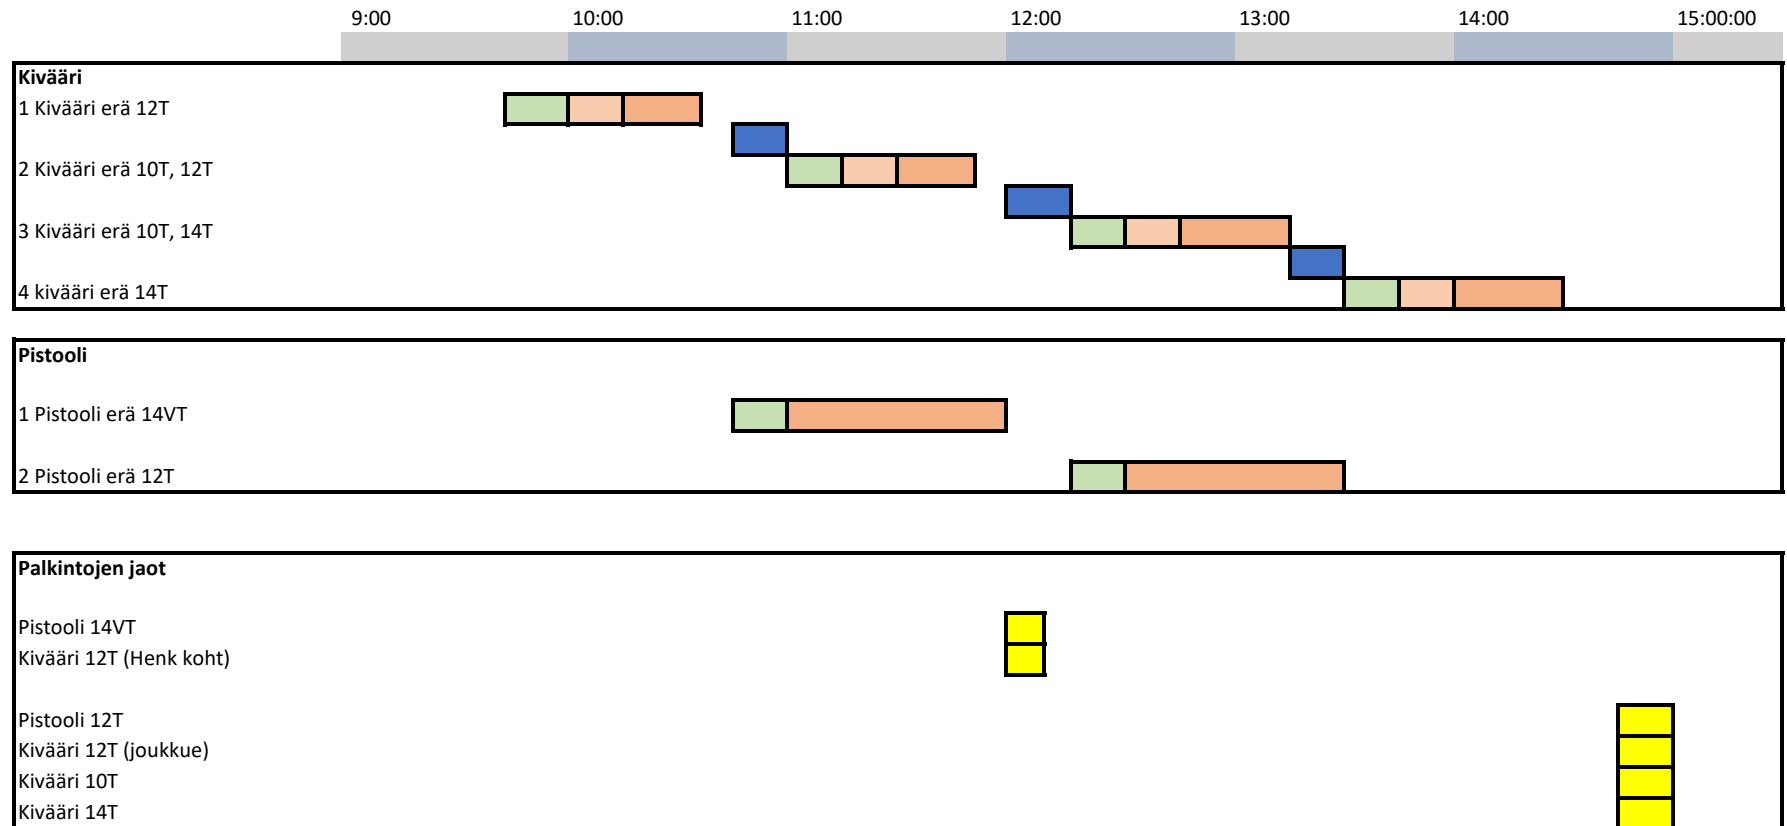 9:00 10:00 11:00 12:00 13:00 14:00 15:00:00
Kivääri
1 Kivääri erä 12T
2 Kivääri erä 10T, 12T
3 Kivääri erä 10T, 14T
4 kivääri erä 14T
Pistooli
1 Pistooli erä 14VT
2 Pistooli erä 12T
Palkintojen jaot
Pistooli 14VT
Kivääri 12T (Henk koht)
Pistooli 12T
Kivääri 12T (joukkue)
Kivääri 10T
Kivääri 14T